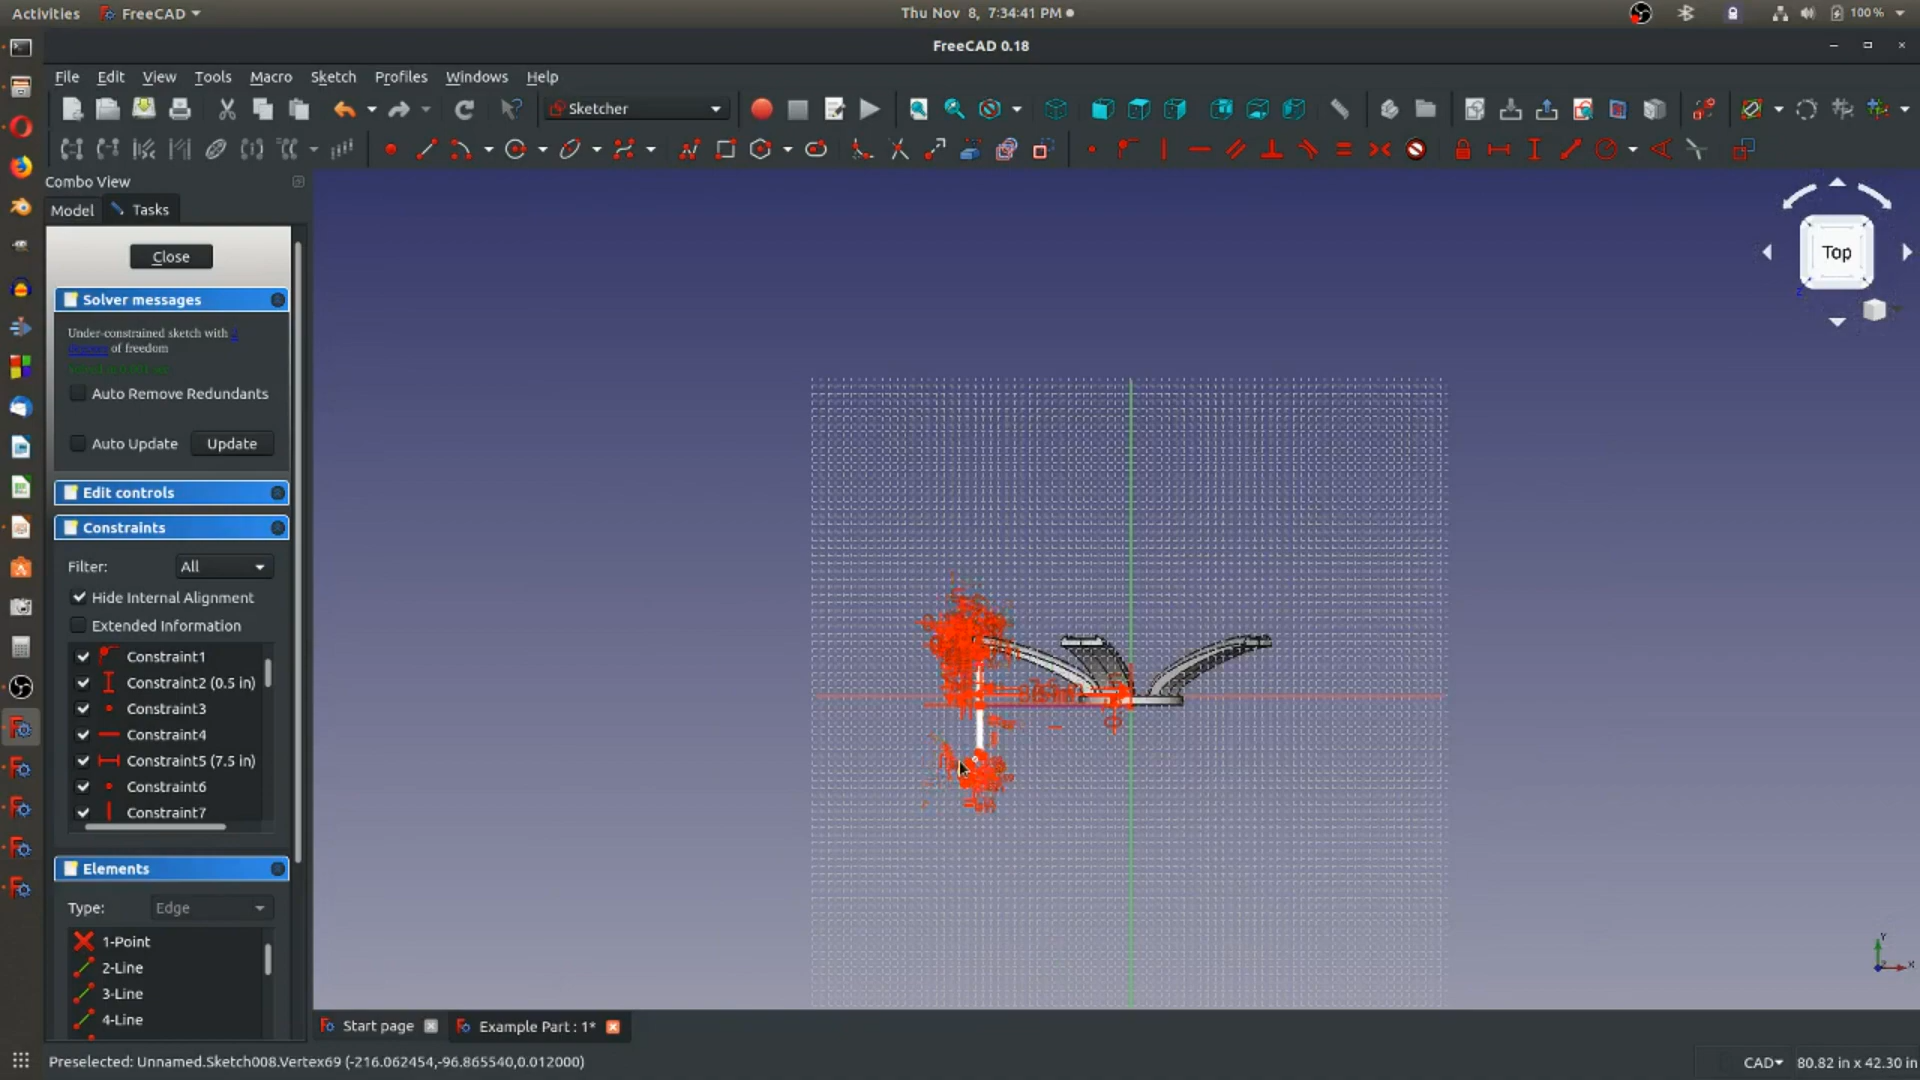 Activities
FreeCAD
Thu Nov 8, 7:34:41 PM
100%
FreeCAD 0.18
File Edit View Tools Macro Sketch Profiles Windows Help
Sketcher
Combo View
Model
Tasks
Close
Solver messages
Under-constrained sketch with
of freedom
Auto Remove Redundants
Auto Update
Update
Edit controls
Constraints
Filter:
All
Hide Internal Alignment
Extended Information
Constraint1
Constraint2 (0.5 in)
Constraint3
Constraint4
Constraint5 (7.5 in)
Constraint6
Constraint7
Elements
Type:
Edge
1-Point
2-Line
3-Line
4-Line
Top
Z
Y
X
Start page
Example Part : 1*
Preselected: Unnamed.Sketch008.Vertex69 (-216.062454,-96.865540,0.012000)
CAD
80.82 in x 42.30 in